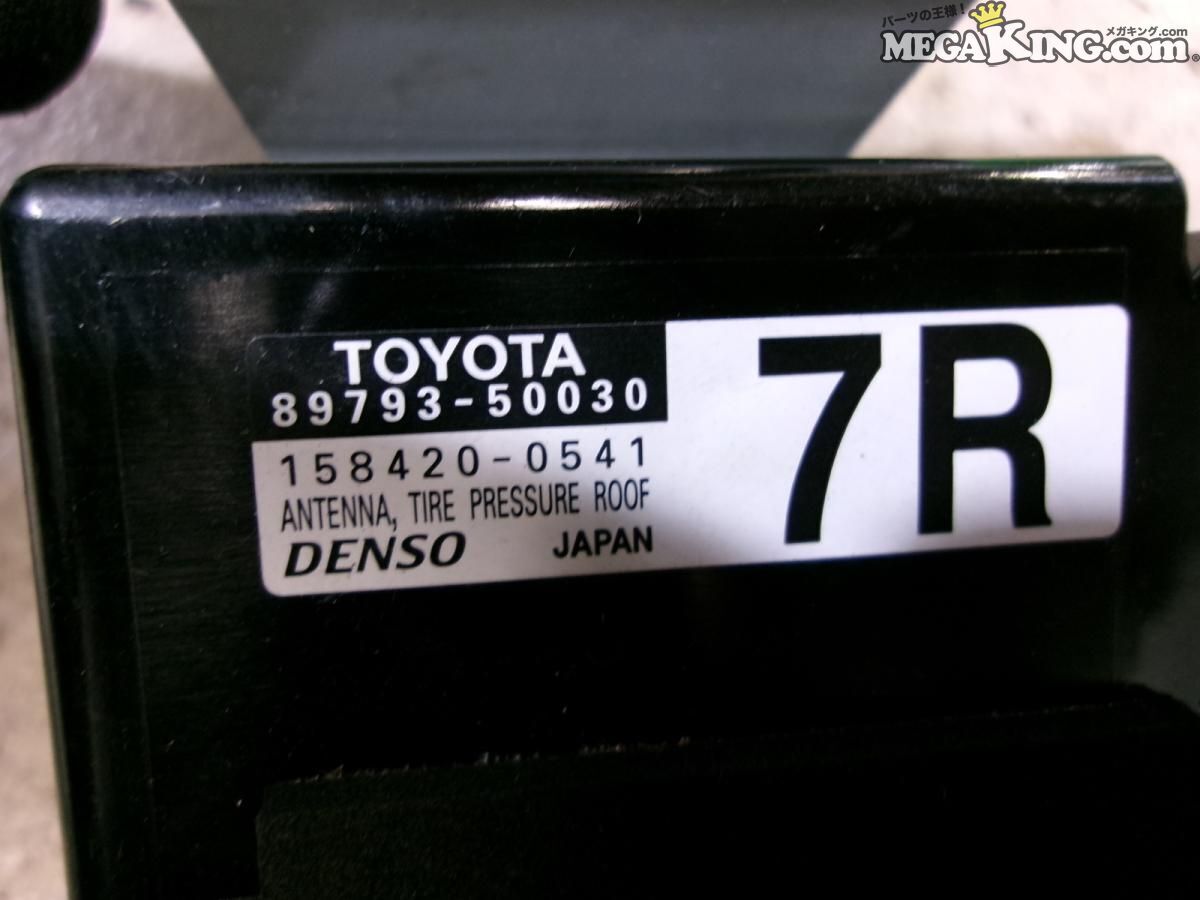 パーツの王様!
メガキング.com
MEGAKING.com®
TOYOTA
89793-50030
7R
158420-0541
ANTENNA, TIRE PRESSURE ROOF
DENSO JAPAN